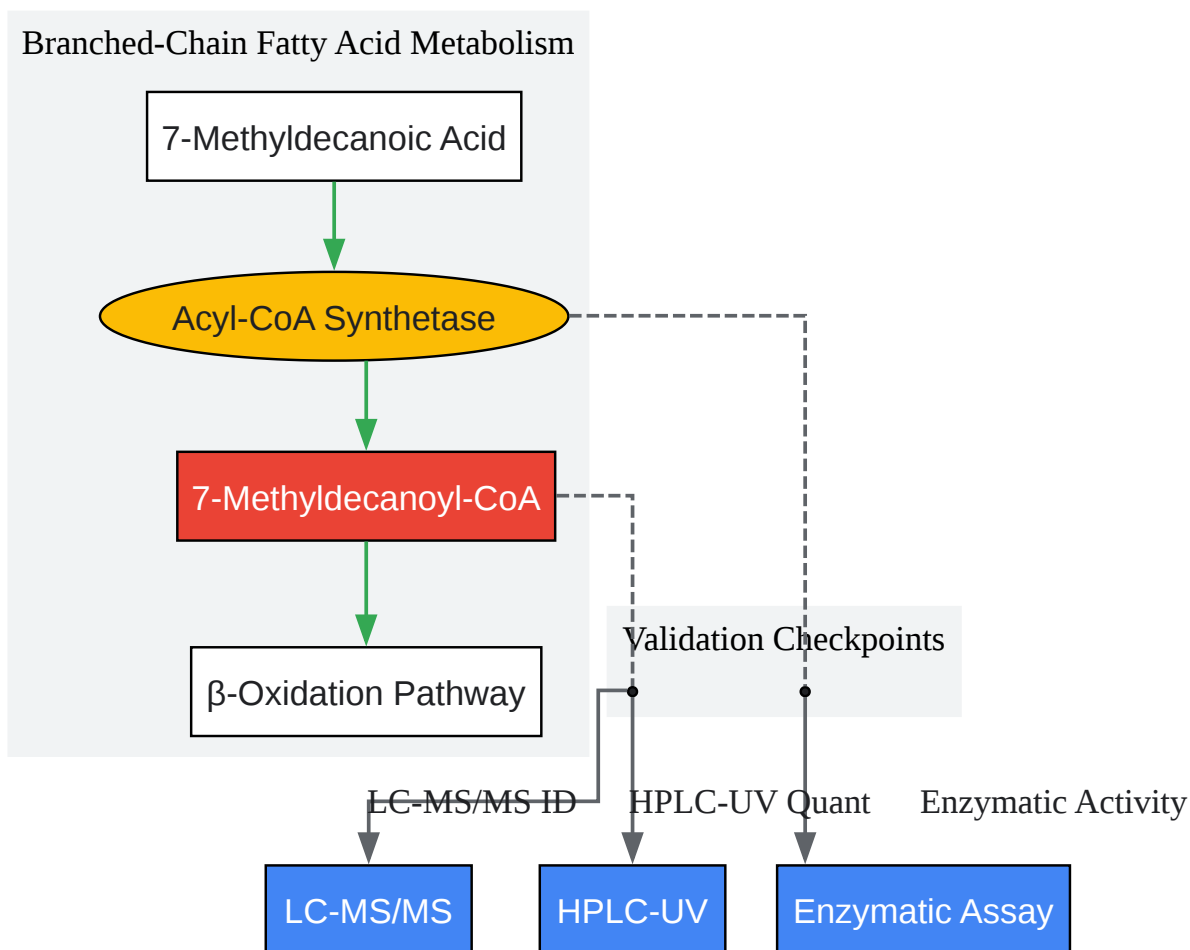 Branched-Chain Fatty Acid Metabolism
7-Methyldecanoic Acid
Acyl-CoA Synthetase
7-Methyldecanoyl-CoA
β-Oxidation Pathway
Validation Checkpoints
LC-MS/MS ID
HPLC-UV Quant
Enzymatic Activity
LC-MS/MS
HPLC-UV
Enzymatic Assay